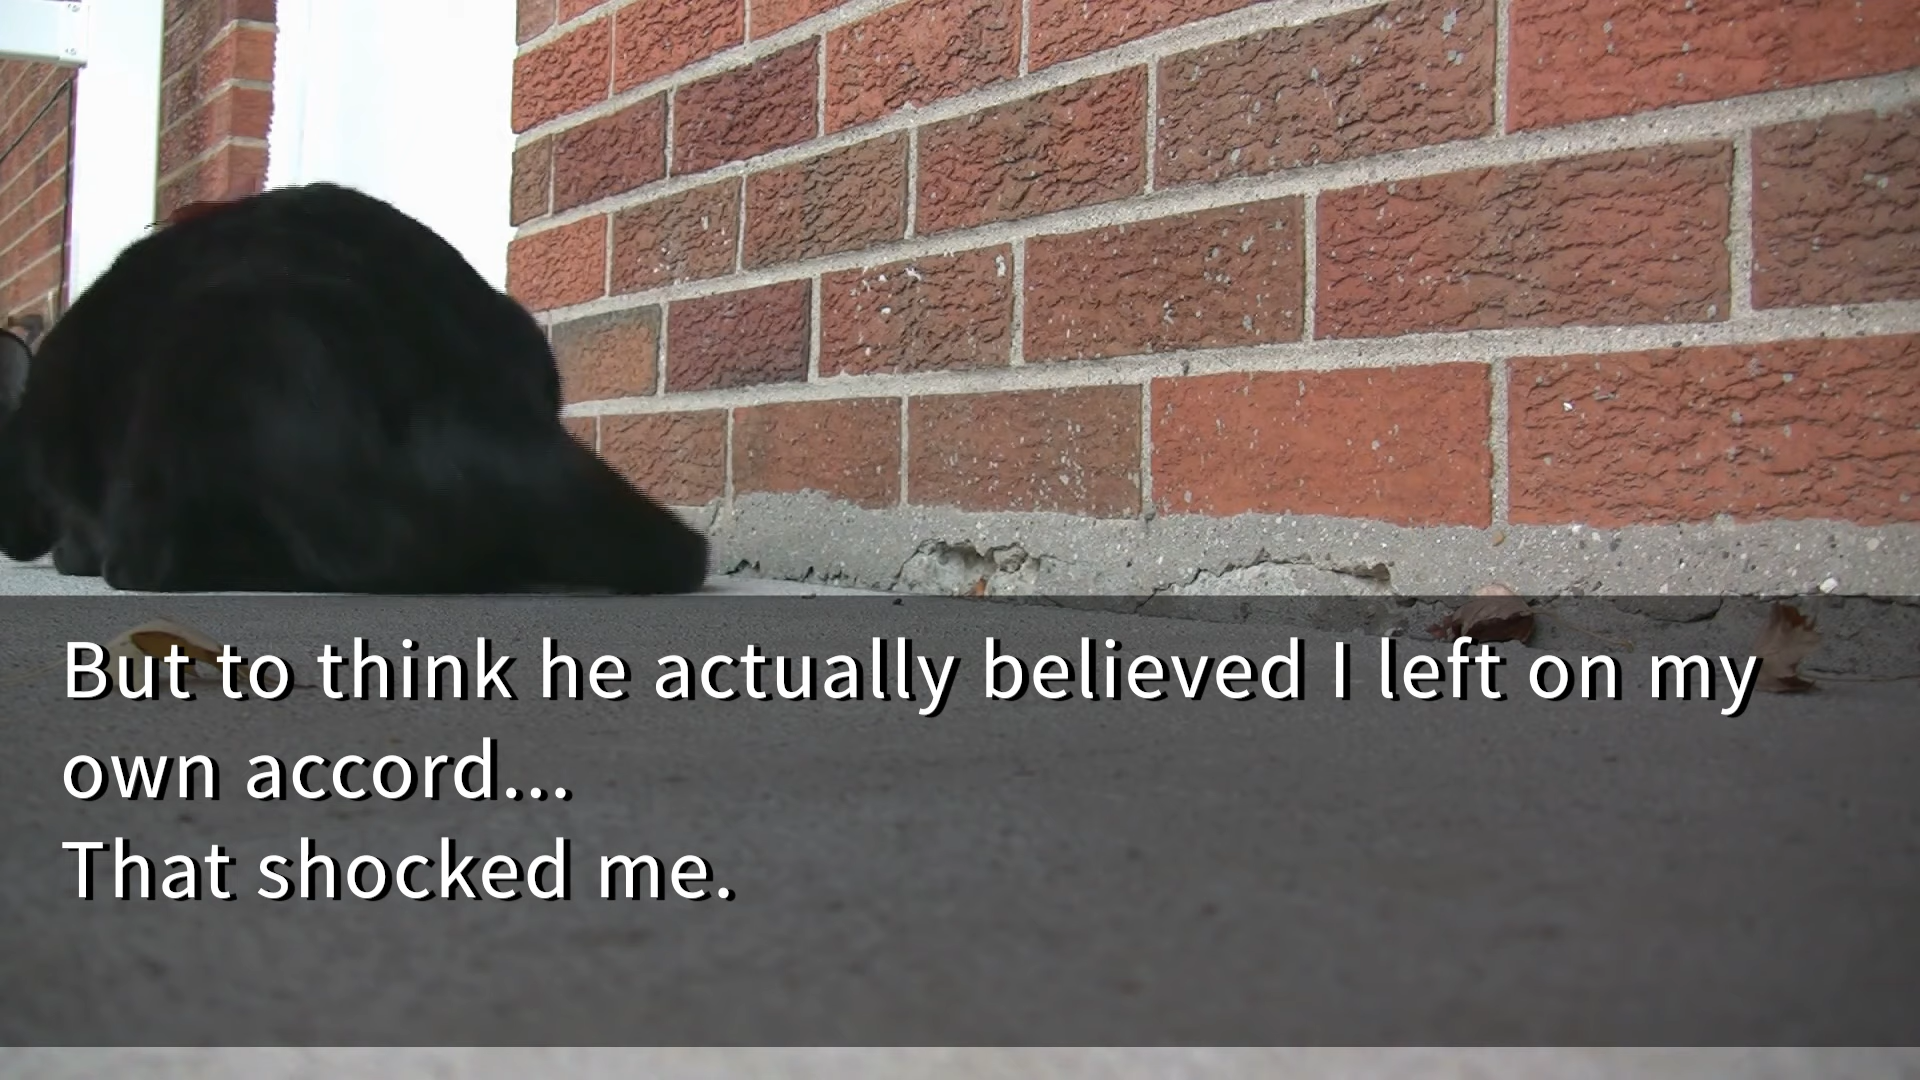 But to think he actually believed I left on my
own accord...
That shocked me.